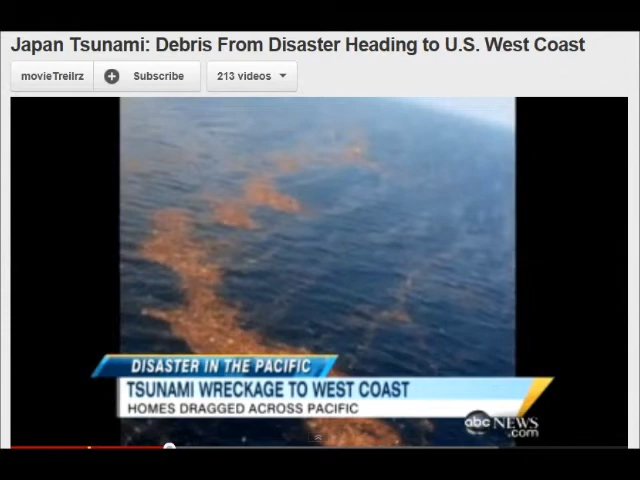 Japan Tsunami: Debris From Disaster Heading to U.S. West Coast
movieTreilrz Subscribe 213 videos
DISASTER IN THE PACIFIC
TSUNAMI WRECKAGE TO WEST COAST
HOMES DRAGGED ACROSS PACIFIC
abc NEWS
.com